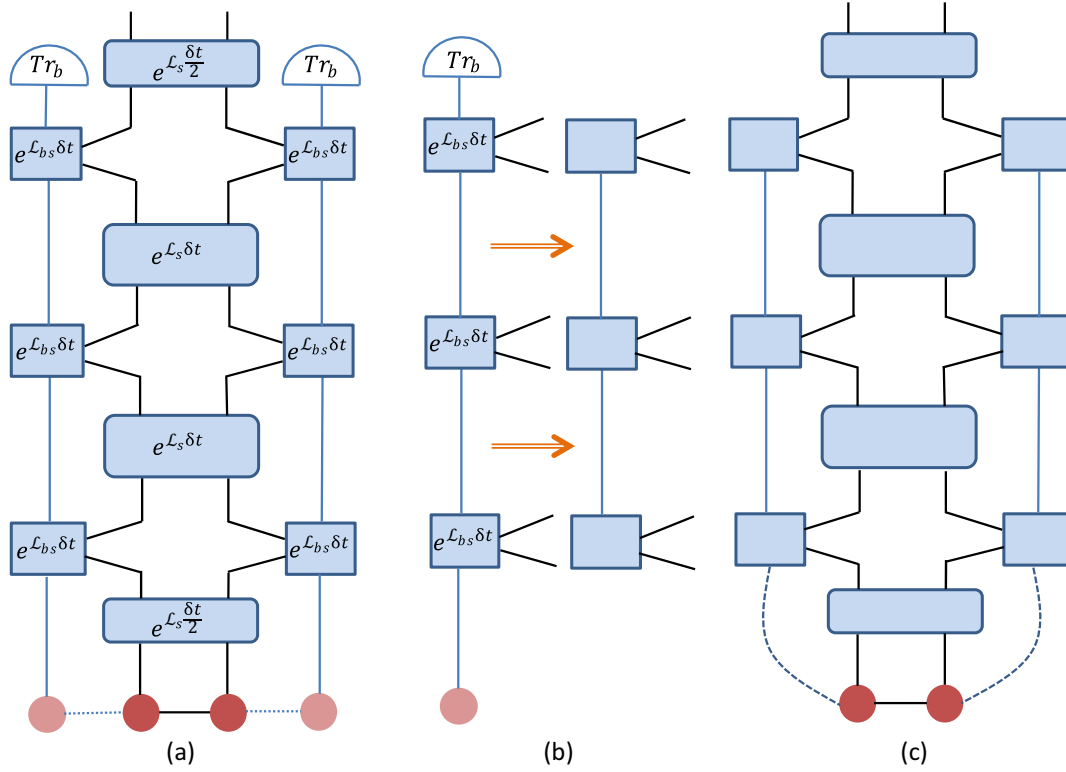 $e^{\mathcal{L}_s \frac{\delta t}{2}}$
$Tr_b$ $Tr_b$
$e^{\mathcal{L}_{bs} \delta t}$ $e^{\mathcal{L}_{bs} \delta t}$
$e^{\mathcal{L}_s \delta t}$
$e^{\mathcal{L}_{bs} \delta t}$ $e^{\mathcal{L}_{bs} \delta t}$
$e^{\mathcal{L}_s \delta t}$
$e^{\mathcal{L}_{bs} \delta t}$ $e^{\mathcal{L}_{bs} \delta t}$
$e^{\mathcal{L}_s \frac{\delta t}{2}}$
(a)
$Tr_b$
$e^{\mathcal{L}_{bs} \delta t}$
$e^{\mathcal{L}_{bs} \delta t}$
$e^{\mathcal{L}_{bs} \delta t}$
(b)
(c)